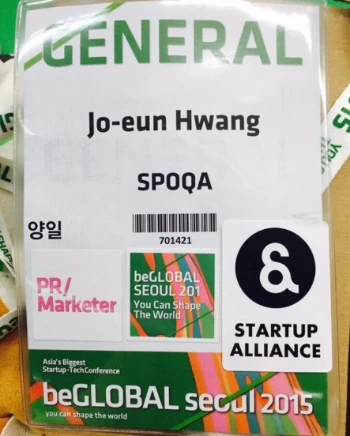 GENERAL
Jo-eun Hwang
SPOQA
양일
701421
PR/
Marketer
beGLOBAL
SEOUL 201
You Can Shape
The World
&
STARTUP
ALLIANCE
Asia's Biggest
Startup-TechConference
beGLOBAL seoul 2015
you can shape the world